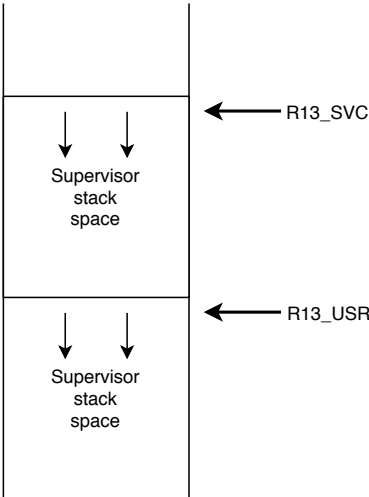 R13_SVC
Supervisor
stack
space
R13_USR
Supervisor
stack
space